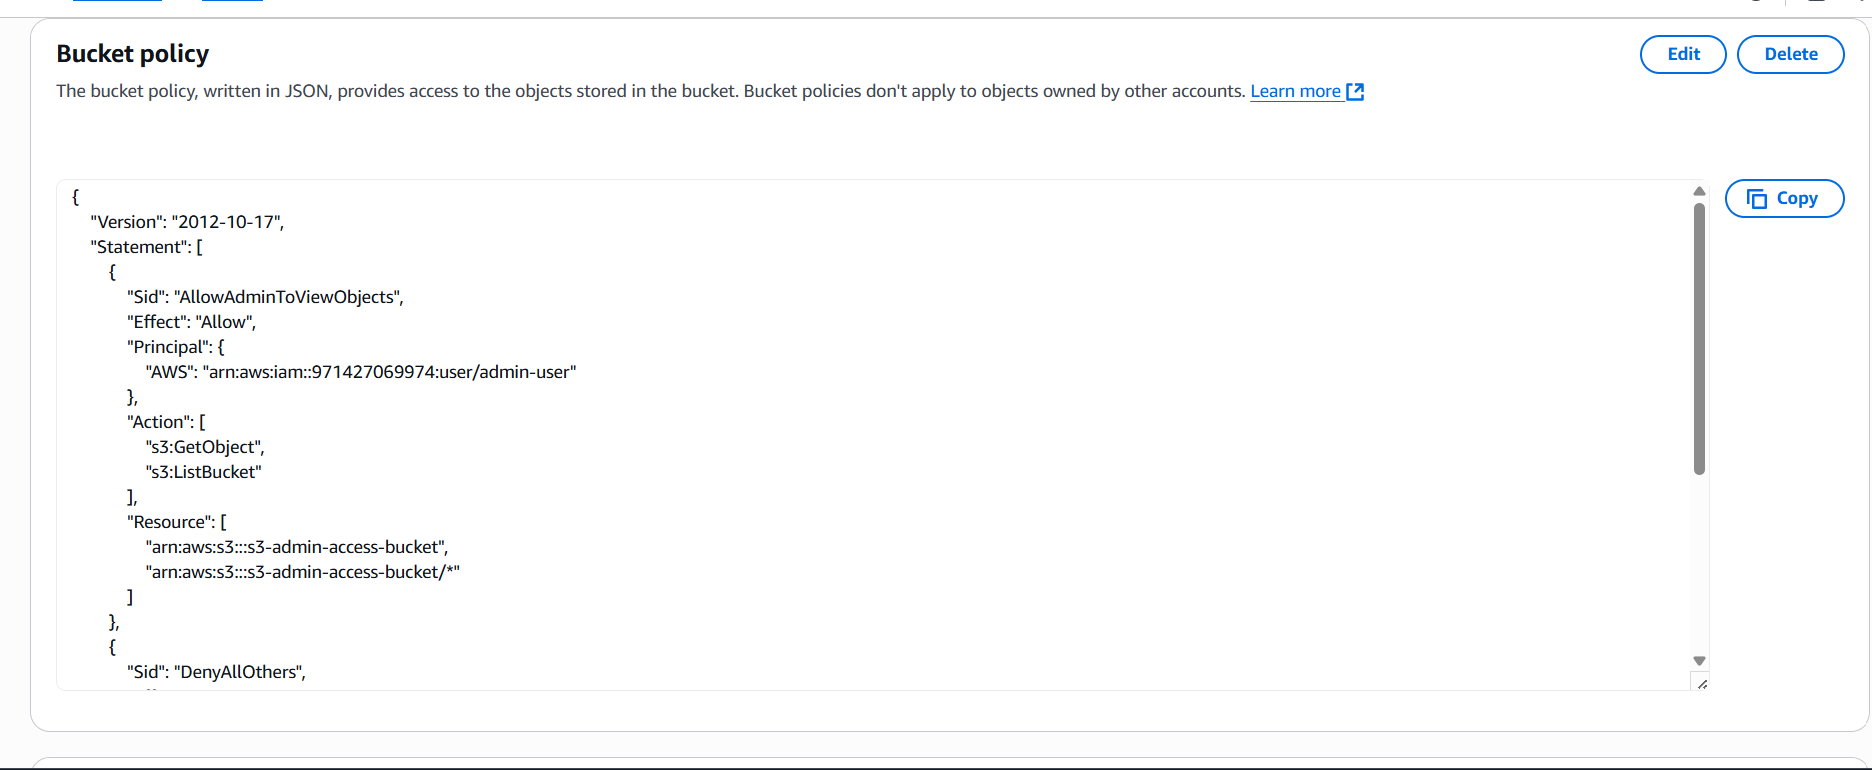 Bucket policy
Edit
Delete
The bucket policy, written in JSON, provides access to the objects stored in the bucket. Bucket policies don't apply to objects owned by other accounts. Learn more
Copy
{
"Version": "2012-10-17",
"Statement": [
{
"Sid": "AllowAdminToViewObjects",
"Effect": "Allow",
"Principal": {
"AWS": "arn:aws:iam::971427069974:user/admin-user"
},
"Action": [
"s3:GetObject",
"s3:ListBucket"
],
"Resource": [
"arn:aws:s3:::s3-admin-access-bucket",
"arn:aws:s3:::s3-admin-access-bucket/*"
]
},
{
"Sid": "DenyAllOthers",